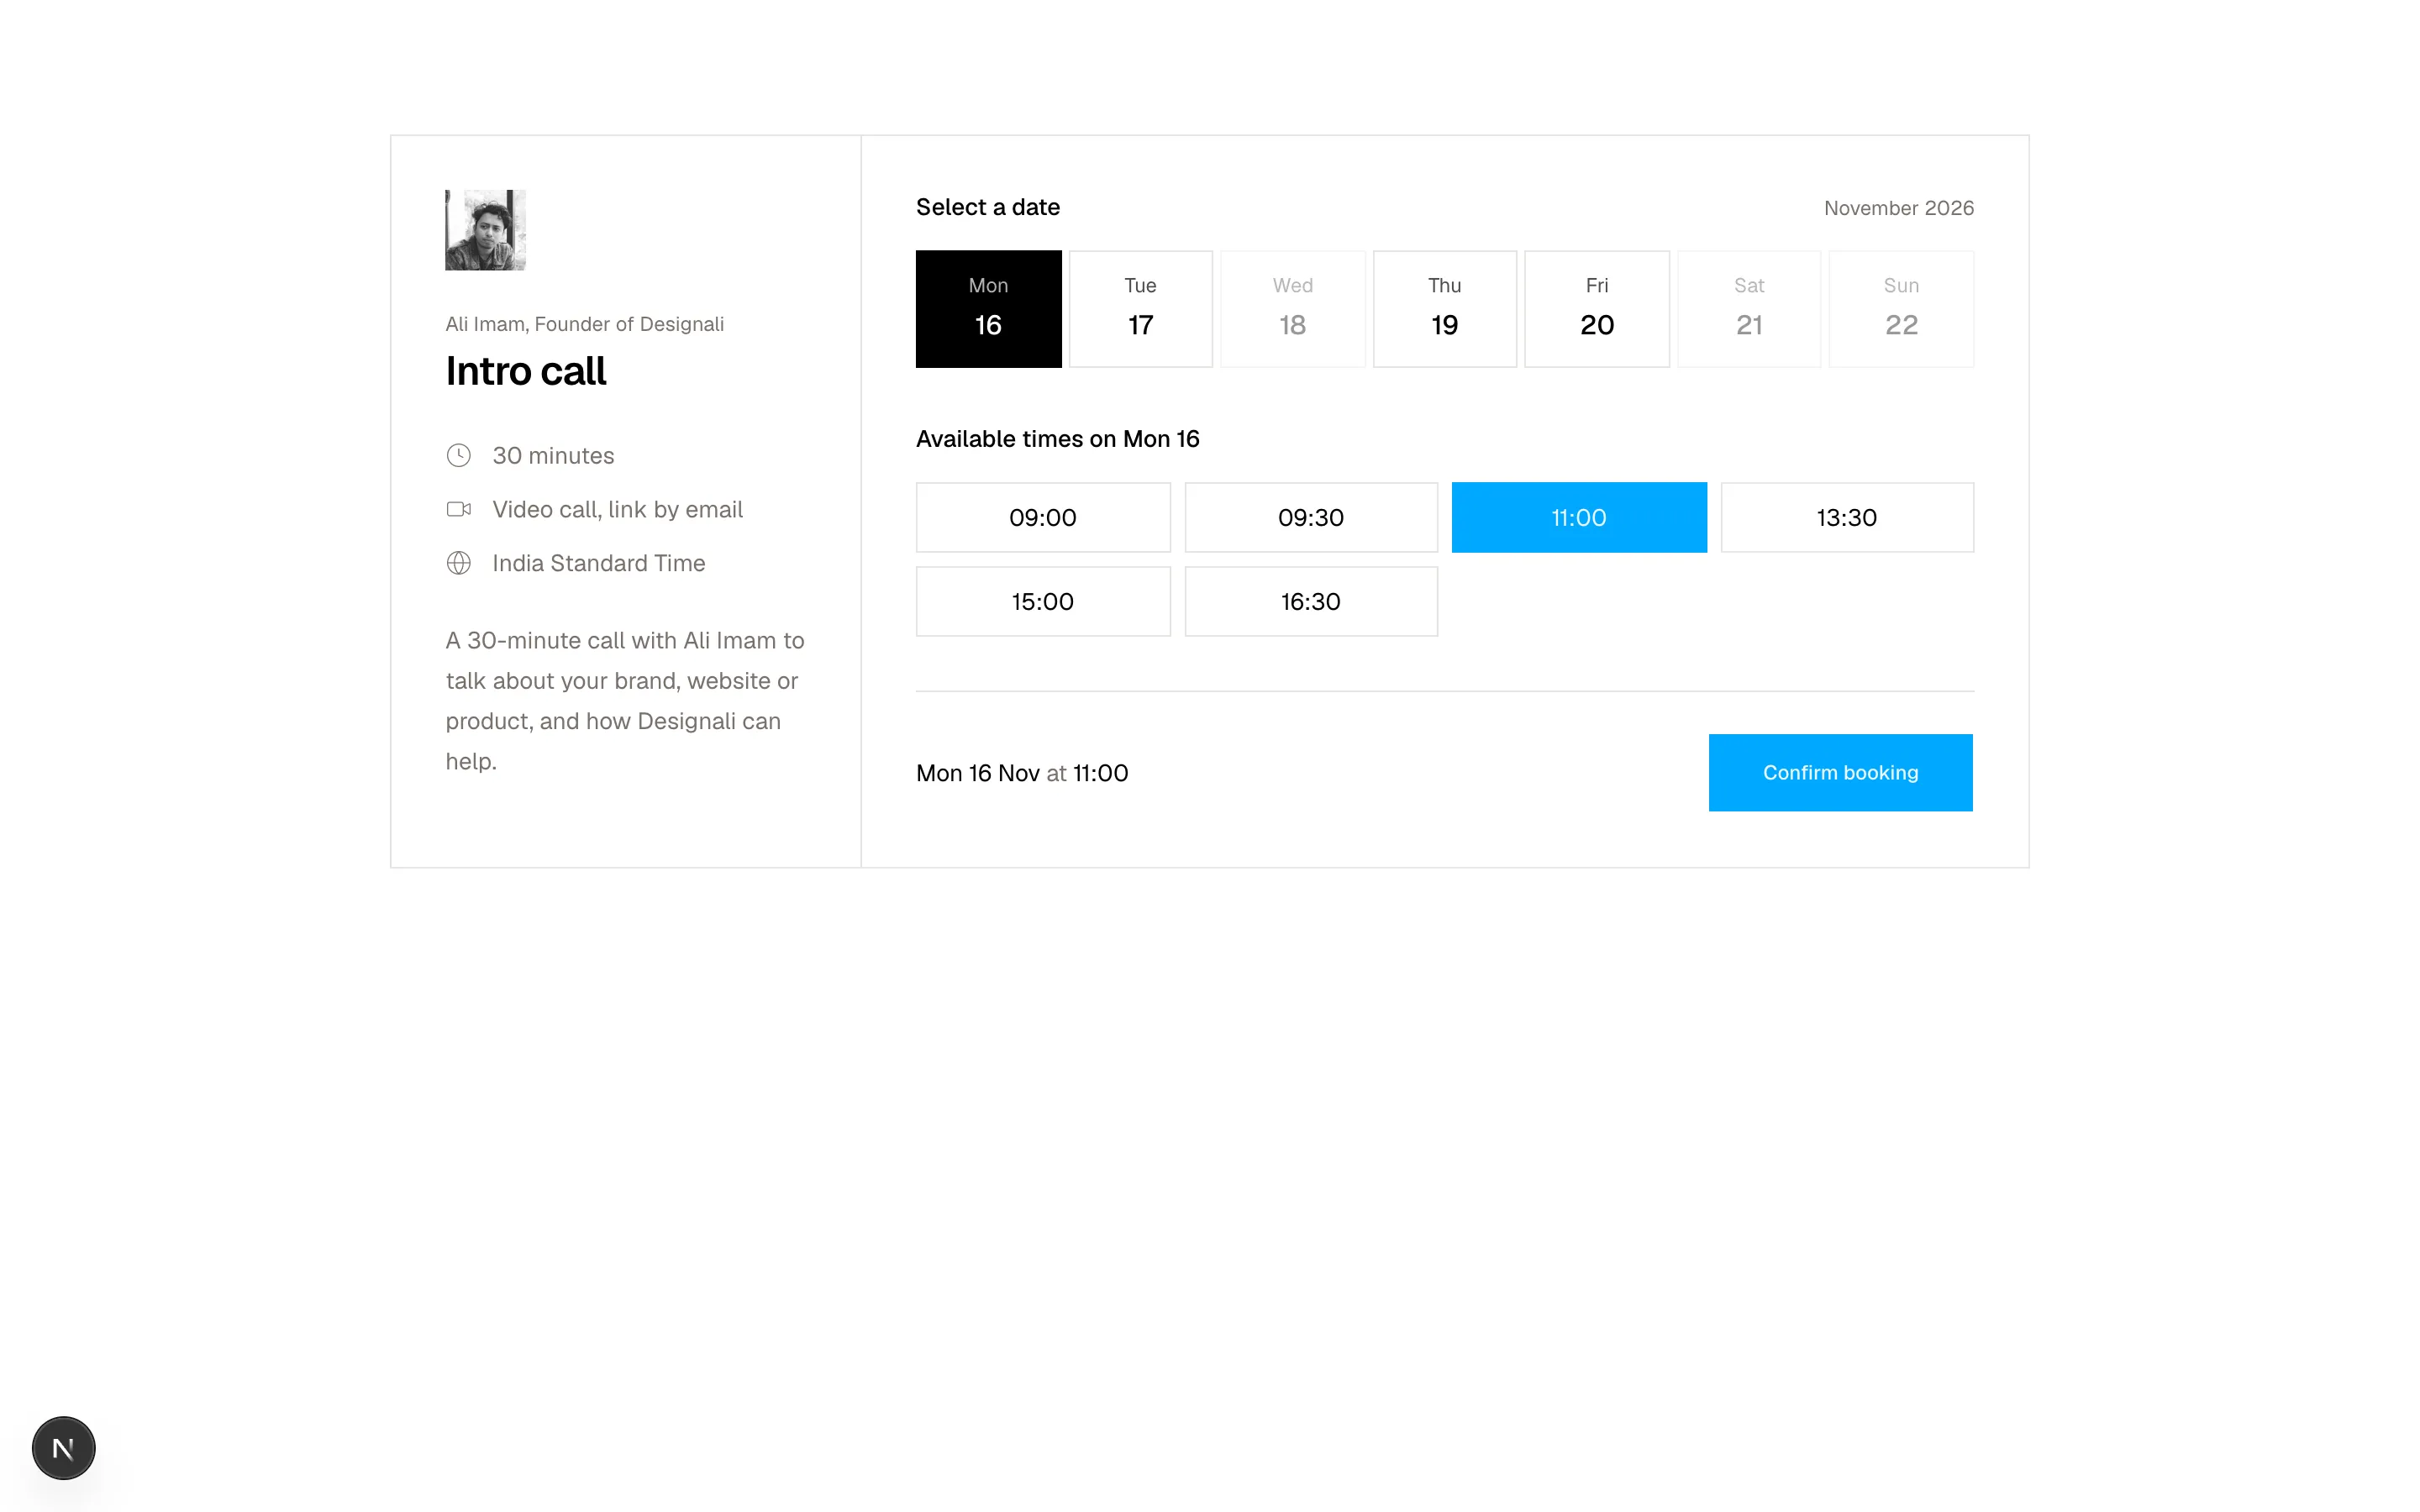 Ali Imam, Founder of Designali
Intro call
30 minutes
Video call, link by email
India Standard Time
A 30-minute call with Ali Imam to
talk about your brand, website or
product, and how Designali can
help.
Select a date
November 2026
Mon Tue Wed Thu Fri Sat Sun
16 17 18 19 20 21 22
Available times on Mon 16
09:00 09:30 11:00 13:30
15:00 16:30
Mon 16 Nov at 11:00
Confirm booking
N